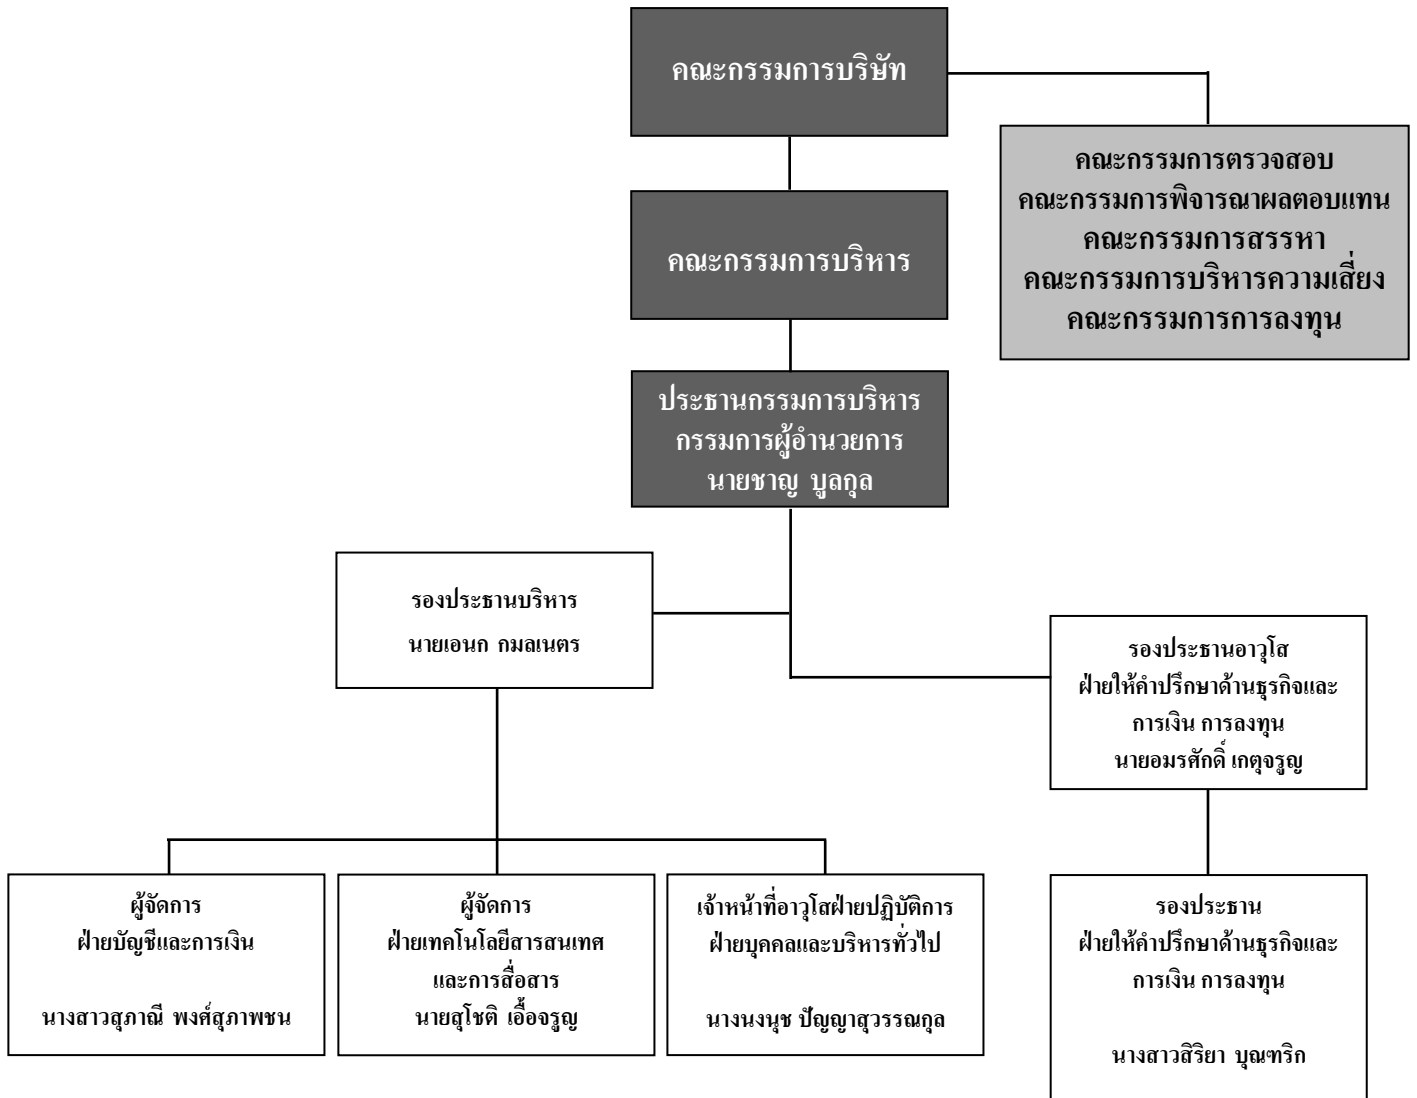 คณะกรรมการบริษัท
คณะกรรมการตรวจสอบ
คณะกรรมการพิจารณาผลตอบแทน
คณะกรรมการสรรหา
คณะกรรมการบริหารความเสี่ยง
คณะกรรมการการลงทุน
คณะกรรมการบริหาร
ประธานกรรมการบริหาร
กรรมการผู้อำนวยการ
นายชาญ บูลกุล
รองประธานบริหาร
นายเอนก กมลเนตร
รองประธานอาวุโส
ฝ่ายให้คำปรึกษาด้านธุรกิจและ
การเงิน การลงทุน
นายอมรศักดิ์ เกตุจรูญ
ผู้จัดการ
ฝ่ายบัญชีและการเงิน
นางสาวสุภาณี พงศ์สุภาพชน
ผู้จัดการ
ฝ่ายเทคโนโลยีสารสนเทศ
และการสื่อสาร
นายสุโชติ เอื้อจรูญ
เจ้าหน้าที่อาวุโสฝ่ายปฏิบัติการ
ฝ่ายบุคคลและบริหารทั่วไป
นางนงนุช ปัญญาสุวรรณกุล
รองประธาน
ฝ่ายให้คำปรึกษาด้านธุรกิจและ
การเงิน การลงทุน
นางสาวสิริยา บุณฑริก